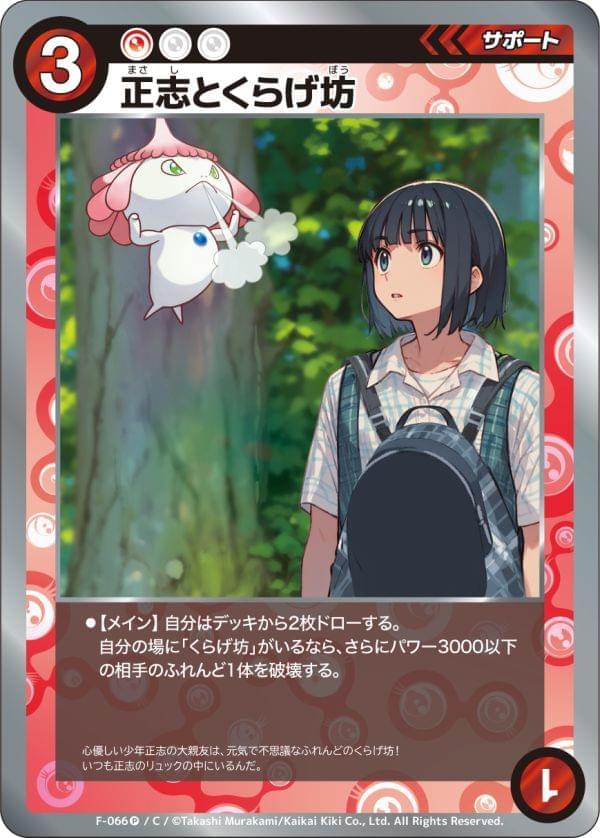 3
サポート
まさ し ぼう
正志とくらげ坊
●【メイン】自分はデッキから2枚ドローする。
自分の場に「くらげ坊」がいるなら、さらにパワー3000以下
の相手のふれんど1体を破壊する。
心優しい少年正志の大親友は、元気で不思議なふれんどのくらげ坊!
いつも正志のリュックの中にいるんだ。
1
F-066 P / C / ©Takashi Murakami/Kaikai Kiki Co., Ltd. All Rights Reserved.